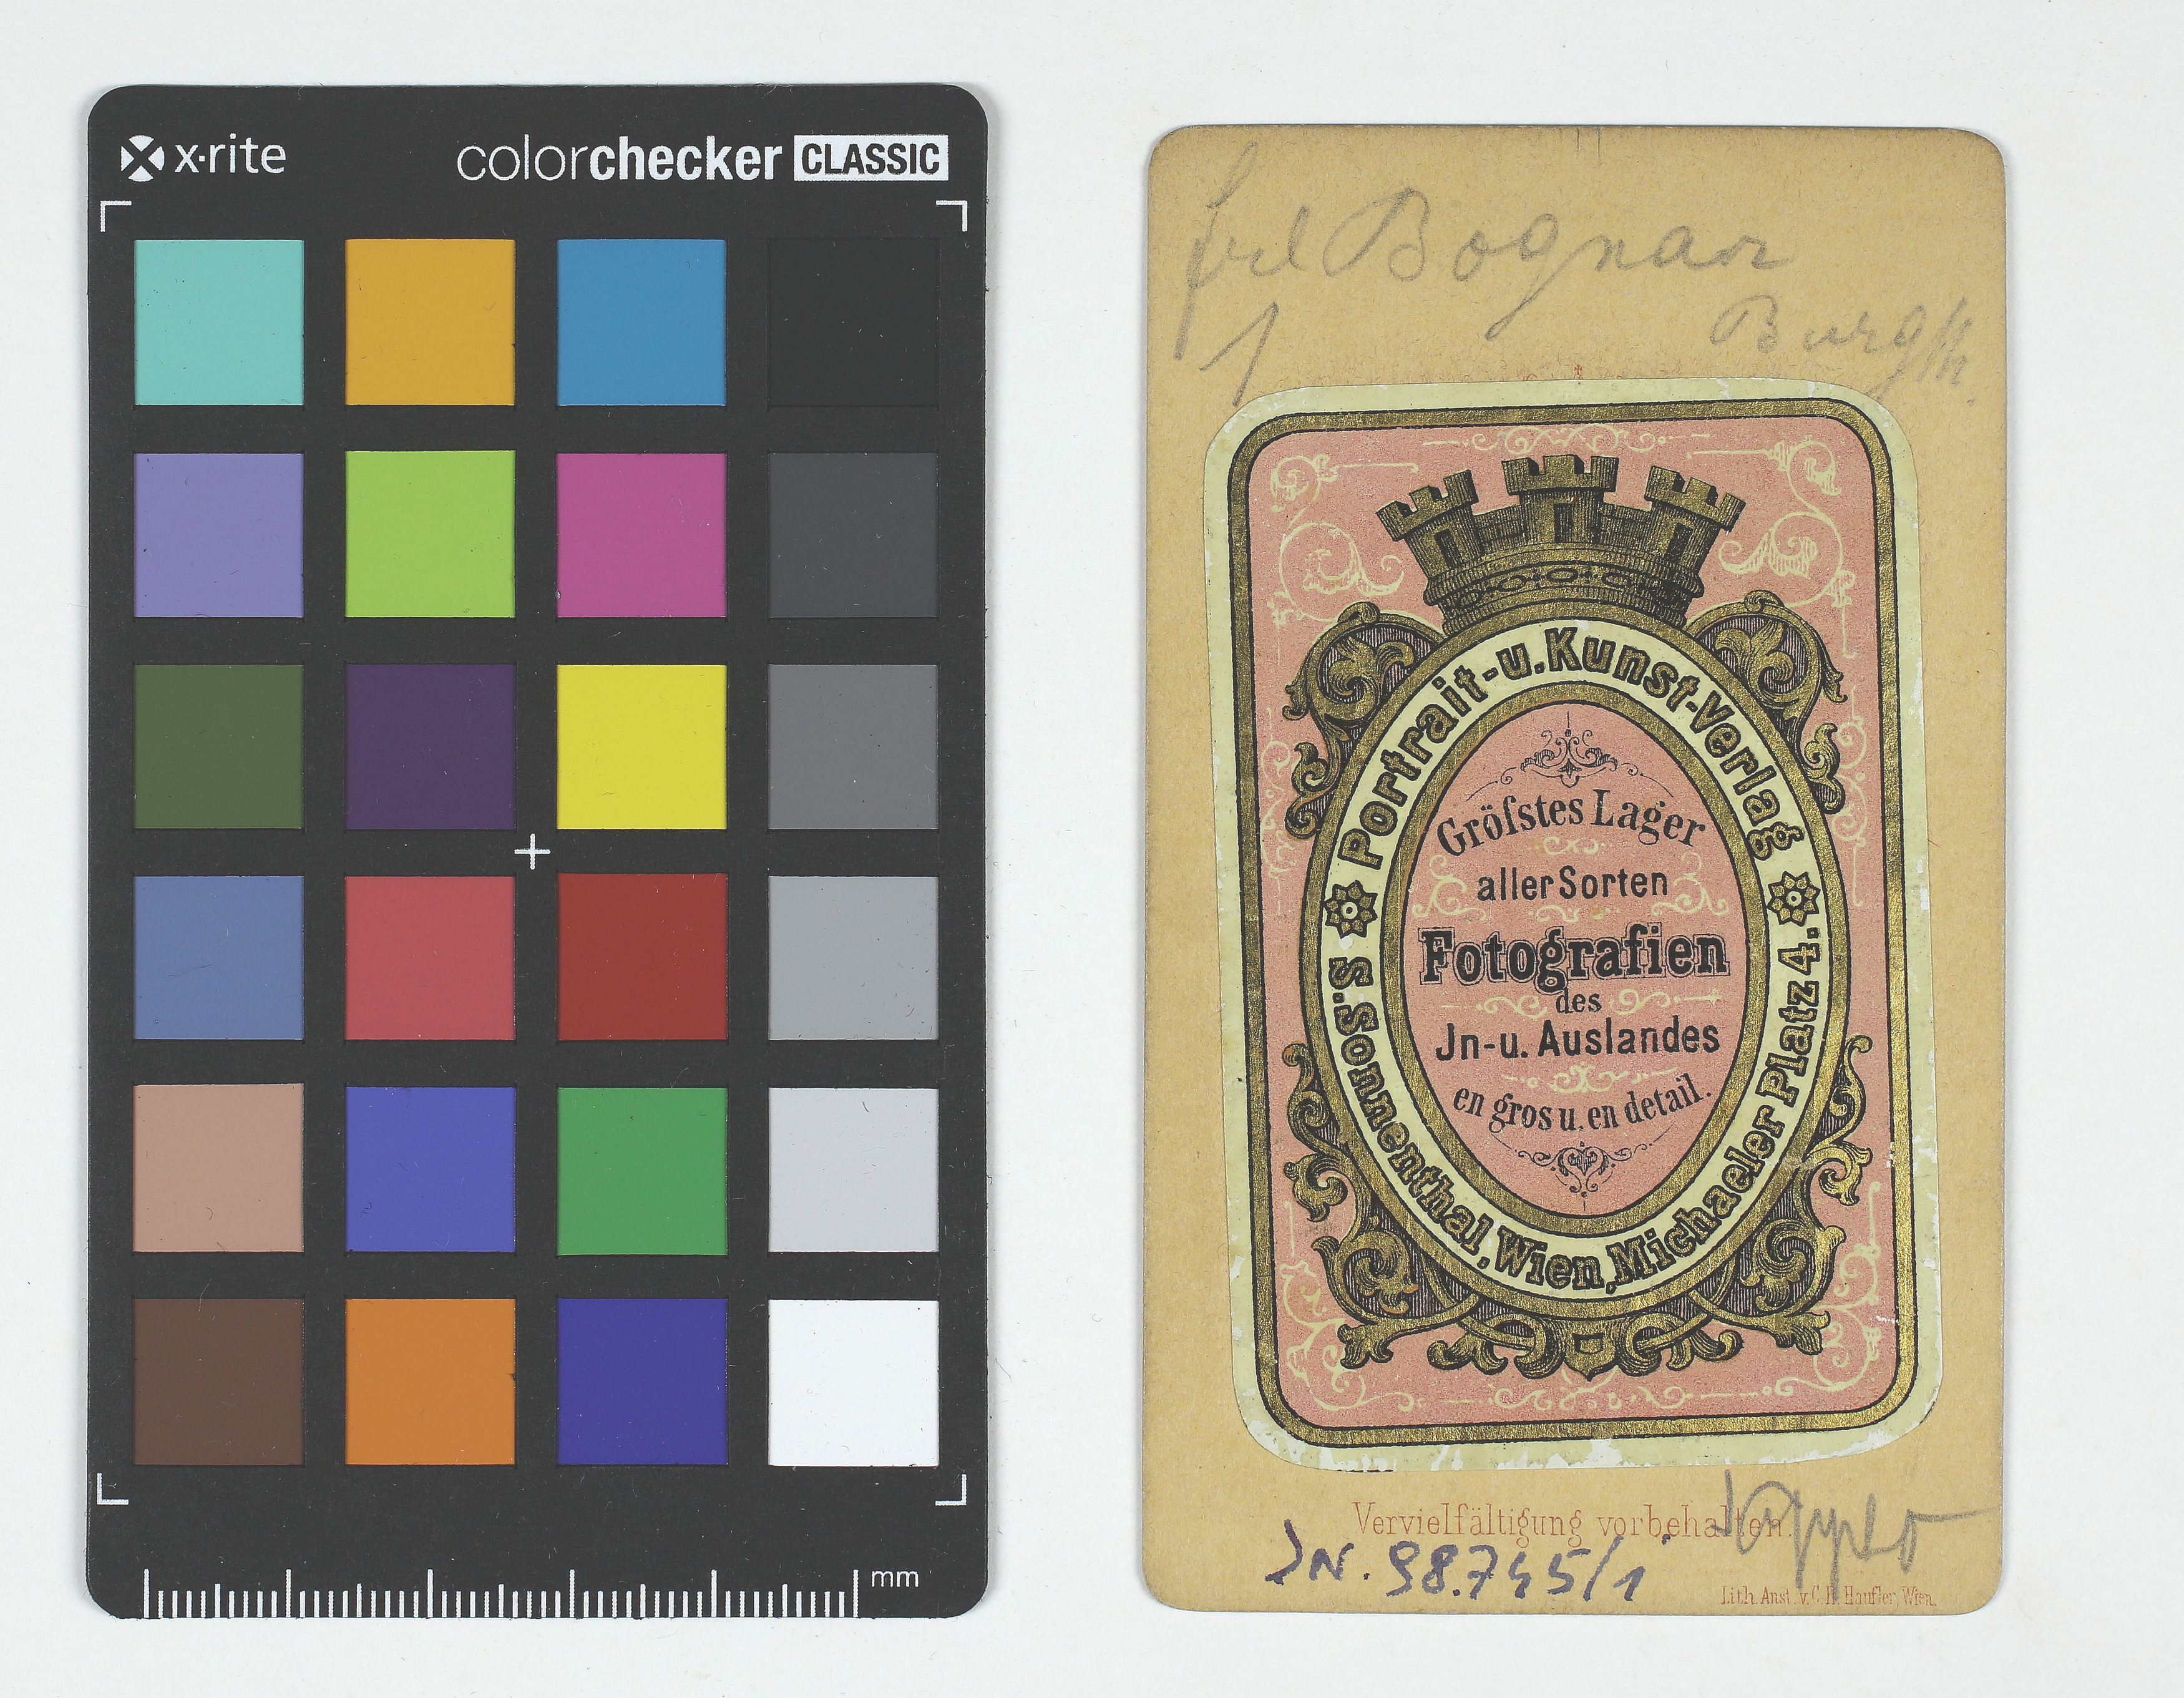 x·rite
colorchecker CLASSIC
mm
frl Bognar
1
Burgth.
Portrait-u.Kunst-Verlag
S.Sonnenthal, Wien, Michaeler Platz 4.
Gröſstes Lager
aller Sorten
Fotografien
des
Jn-u. Auslandes
en gros u. en detail.
Vervielfältigung vorbehalten.
JN. 98.745/1
Lith. Anst. v. C. H. Haufler, Wien.